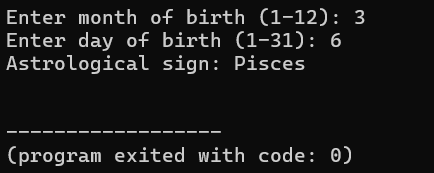 Enter month of birth (1-12): 3
Enter day of birth (1-31): 6
Astrological sign: Pisces
------------------
(program exited with code: 0)